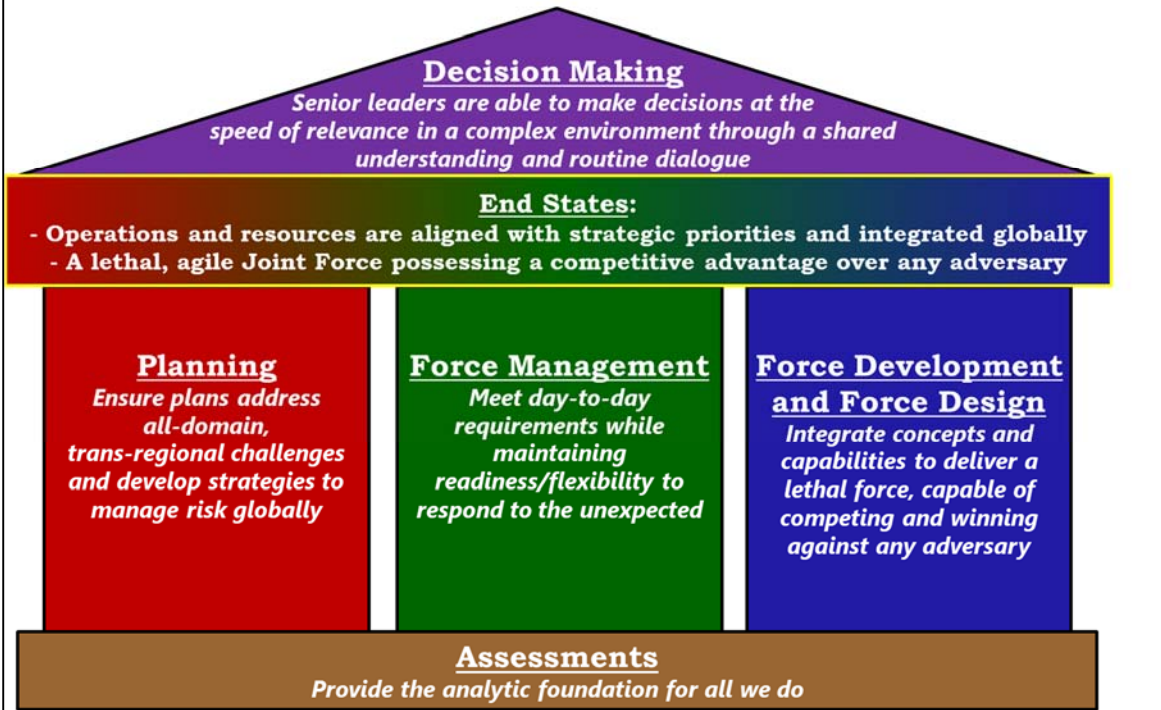 Decision Making
Senior leaders are able to make decisions at the
speed of relevance in a complex environment through a shared
understanding and routine dialogue
End States:
- Operations and resources are aligned with strategic priorities and integrated globally
- A lethal, agile Joint Force possessing a competitive advantage over any adversary
Planning
Ensure plans address
all-domain,
trans-regional challenges
and develop strategies to
manage risk globally
Force Management
Meet day-to-day
requirements while
maintaining
readiness/flexibility to
respond to the unexpected
Force Development
and Force Design
Integrate concepts and
capabilities to deliver a
lethal force, capable of
competing and winning
against any adversary
Assessments
Provide the analytic foundation for all we do